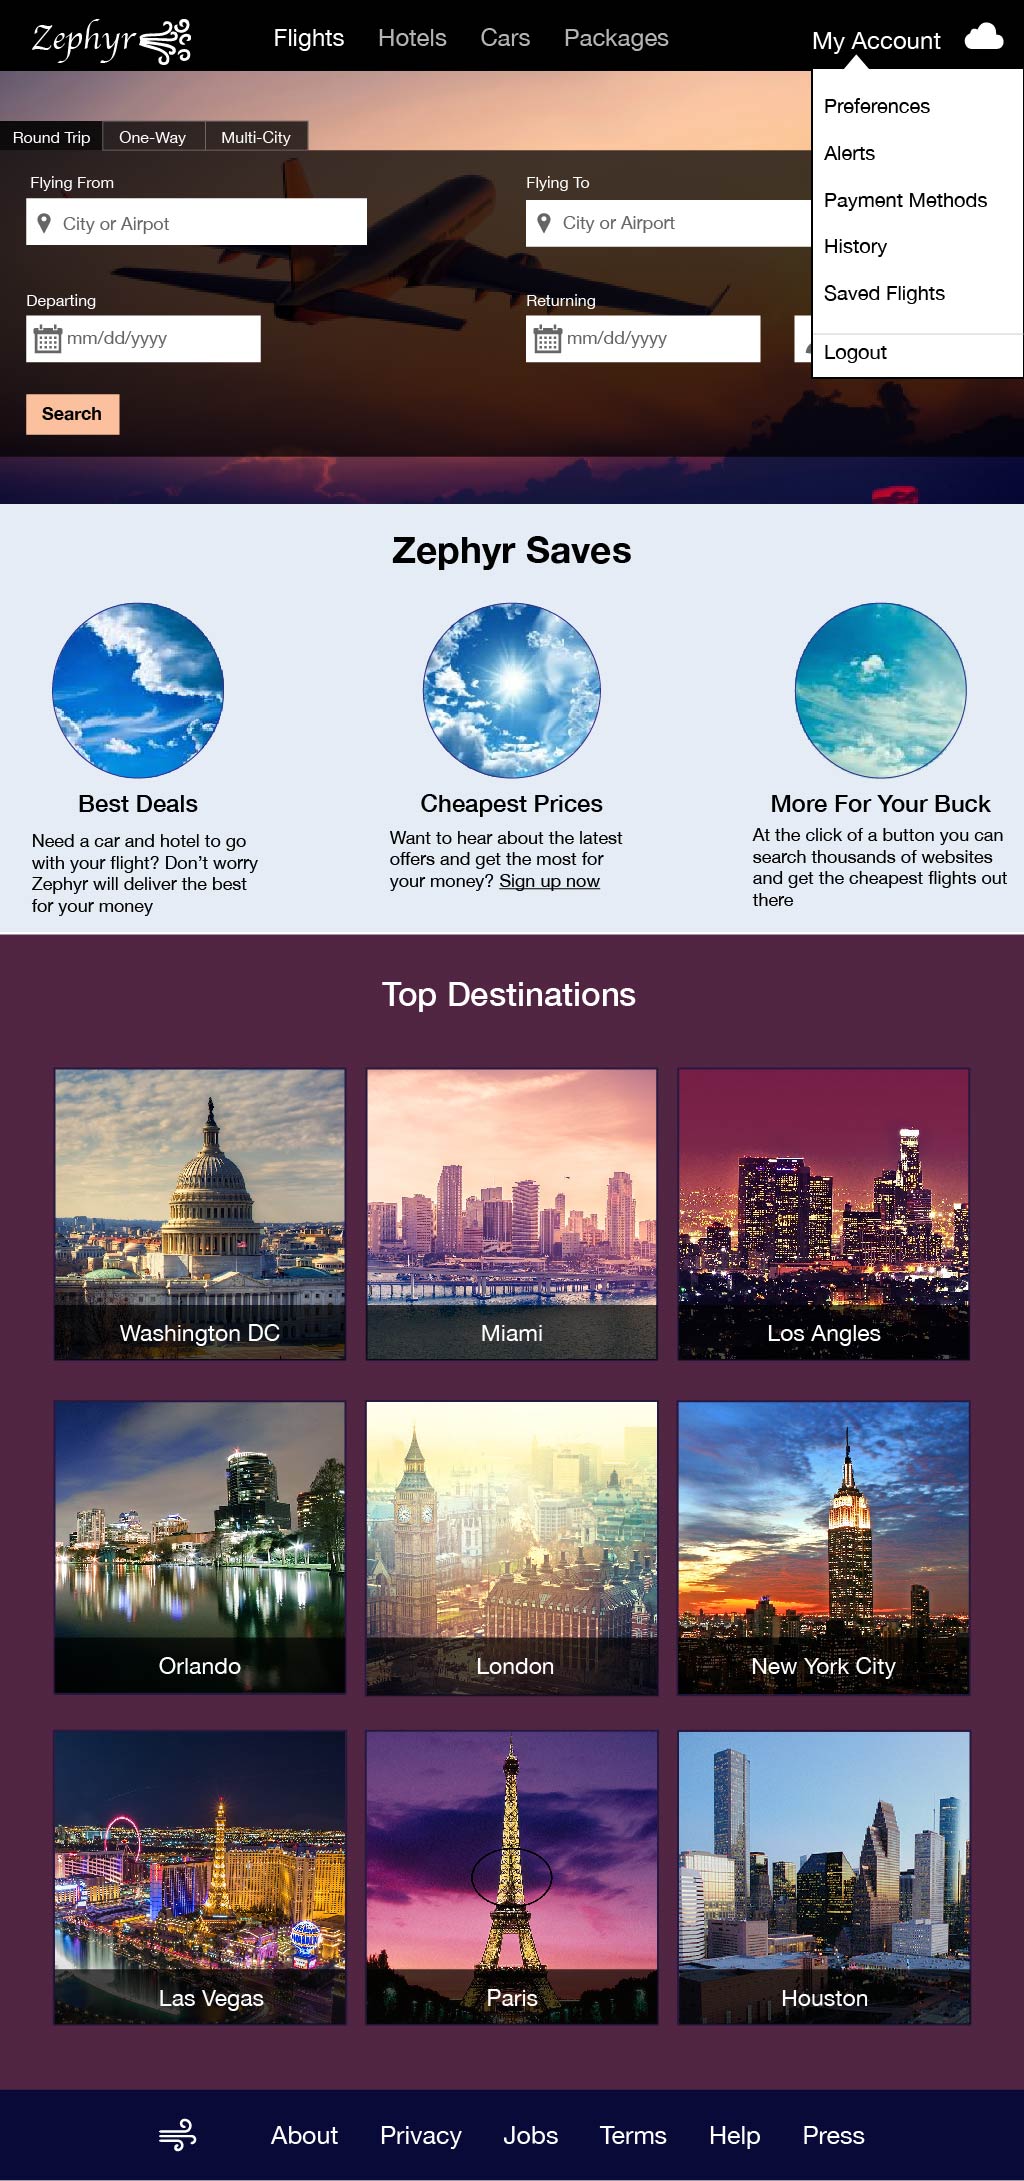 Zephyr
Flights Hotels Cars Packages
My Account
Preferences
Alerts
Payment Methods
History
Saved Flights
Logout
Round Trip One-Way Multi-City
Flying From
City or Airpot
Flying To
City or Airport
Departing
mm/dd/yyyy
Returning
mm/dd/yyyy
Search
Zephyr Saves
Best Deals
Need a car and hotel to go
with your flight? Don’t worry
Zephyr will deliver the best
for your money
Cheapest Prices
Want to hear about the latest
offers and get the most for
your money? Sign up now
More For Your Buck
At the click of a button you can
search thousands of websites
and get the cheapest flights out
there
Top Destinations
Washington DC
Miami
Los Angles
Orlando
London
New York City
Las Vegas
Paris
Houston
About Privacy Jobs Terms Help Press